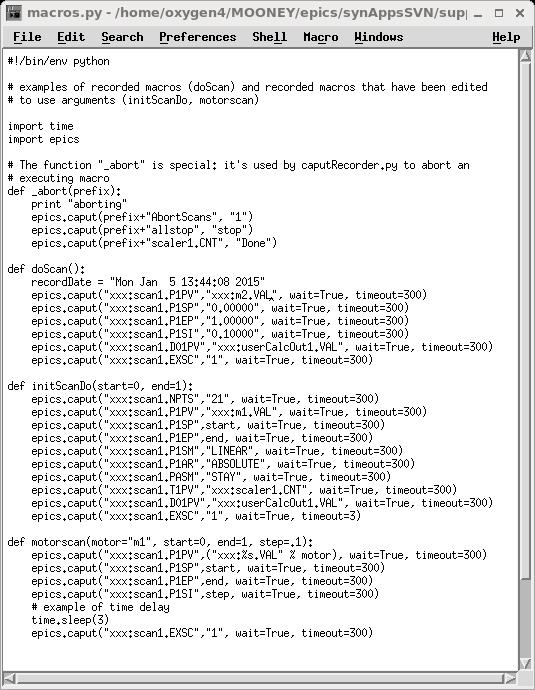 macros.py - /home/oxygen4/MOONEY/epics/synAppsSVN/supp
File Edit Search Preferences Shell Macro Windows Help
#!/bin/env python
# examples of recorded macros (doScan) and recorded macros that have been edited
# to use arguments (initScanDo, motorscan)
import time
import epics
# The function "_abort" is special: it's used by caputRecorder.py to abort an
# executing macro
def _abort(prefix):
    print "aborting"
    epics.caput(prefix+"AbortScans", "1")
    epics.caput(prefix+"allstop", "stop")
    epics.caput(prefix+"scaler1.CNT", "Done")
def doScan():
    recordDate = "Mon Jan  5 13:44:08 2015"
    epics.caput("xxx:scan1.P1PV","xxx:m2.VAL", wait=True, timeout=300)
    epics.caput("xxx:scan1.P1SP","0.00000", wait=True, timeout=300)
    epics.caput("xxx:scan1.P1EP","1.00000", wait=True, timeout=300)
    epics.caput("xxx:scan1.P1SI","0.10000", wait=True, timeout=300)
    epics.caput("xxx:scan1.D01PV","xxx:userCalcOut1.VAL", wait=True, timeout=300)
    epics.caput("xxx:scan1.EXSC","1", wait=True, timeout=300)
def initScanDo(start=0, end=1):
    epics.caput("xxx:scan1.NPTS","21", wait=True, timeout=300)
    epics.caput("xxx:scan1.P1PV","xxx:m1.VAL", wait=True, timeout=300)
    epics.caput("xxx:scan1.P1SP",start, wait=True, timeout=300)
    epics.caput("xxx:scan1.P1EP",end, wait=True, timeout=300)
    epics.caput("xxx:scan1.P1SM","LINEAR", wait=True, timeout=300)
    epics.caput("xxx:scan1.P1AR","ABSOLUTE", wait=True, timeout=300)
    epics.caput("xxx:scan1.PASM","STAY", wait=True, timeout=300)
    epics.caput("xxx:scan1.T1PV","xxx:scaler1.CNT", wait=True, timeout=300)
    epics.caput("xxx:scan1.D01PV","xxx:userCalcOut1.VAL", wait=True, timeout=300)
    epics.caput("xxx:scan1.EXSC","1", wait=True, timeout=3)
def motorscan(motor="m1", start=0, end=1, step=.1):
    epics.caput("xxx:scan1.P1PV",("xxx:%s.VAL" % motor), wait=True, timeout=300)
    epics.caput("xxx:scan1.P1SP",start, wait=True, timeout=300)
    epics.caput("xxx:scan1.P1EP",end, wait=True, timeout=300)
    epics.caput("xxx:scan1.P1SI",step, wait=True, timeout=300)
    # example of time delay
    time.sleep(3)
    epics.caput("xxx:scan1.EXSC","1", wait=True, timeout=300)